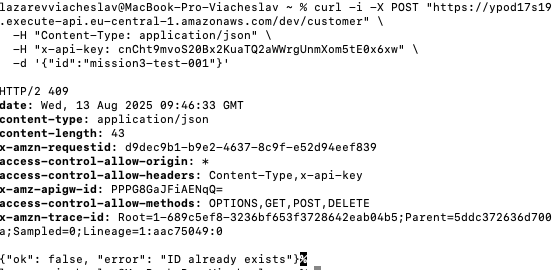 lazarevviacheslav@MacBook-Pro-Viacheslav ~ % curl -i -X POST "https://ypod17s19
.execute-api.eu-central-1.amazonaws.com/dev/customer" \
-H "Content-Type: application/json" \
-H "x-api-key: cnCht9mvoS20Bx2KuaTQ2aWWrgUnmXom5tE0x6xw" \
-d '{"id":"mission3-test-001"}'
HTTP/2 409
date: Wed, 13 Aug 2025 09:46:33 GMT
content-type: application/json
content-length: 43
x-amzn-requestid: d9dec9b1-b9e2-4637-8c9f-e52d94eef839
access-control-allow-origin: *
access-control-allow-headers: Content-Type,x-api-key
x-amz-apigw-id: PPPG8GaJFiAENqQ=
access-control-allow-methods: OPTIONS,GET,POST,DELETE
x-amzn-trace-id: Root=1-689c5ef8-3236bf653f3728642eab04b5;Parent=5ddc372636d700
a;Sampled=0;Lineage=1:aac75049:0
{"ok": false, "error": "ID already exists"}%